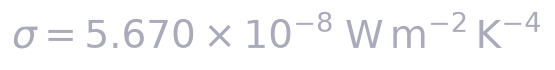 σ = 5.670 × 10⁻⁸ W m⁻² K⁻⁴